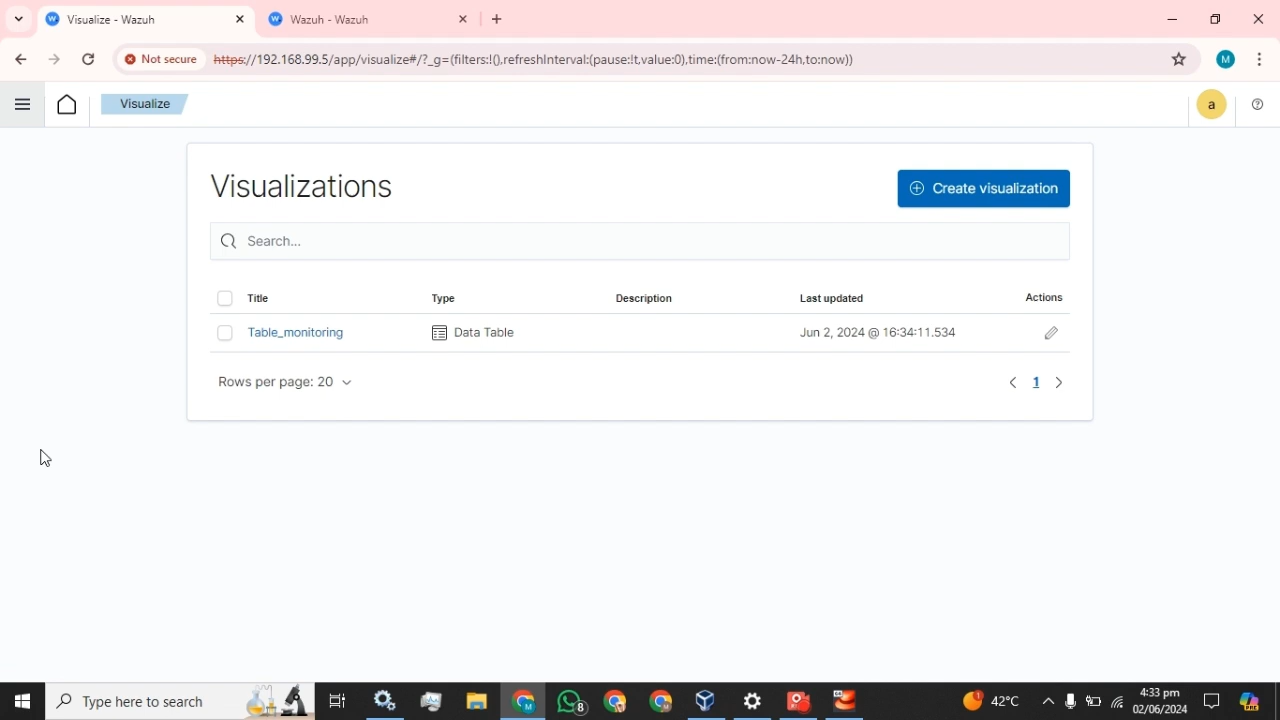 Visualize - Wazuh
Wazuh - Wazuh
Not secure https://192.168.99.5/app/visualize#/?_g=(filters:!(),refreshInterval:(pause:!t,value:0),time:(from:now-24h,to:now))
M
Visualize
a
Visualizations
Create visualization
Search...
Title Type Description Last updated Actions
Table_monitoring Data Table Jun 2, 2024 @ 16:34:11.534
Rows per page: 20
1
Type here to search
8
1
42°C
4:33 pm
02/06/2024